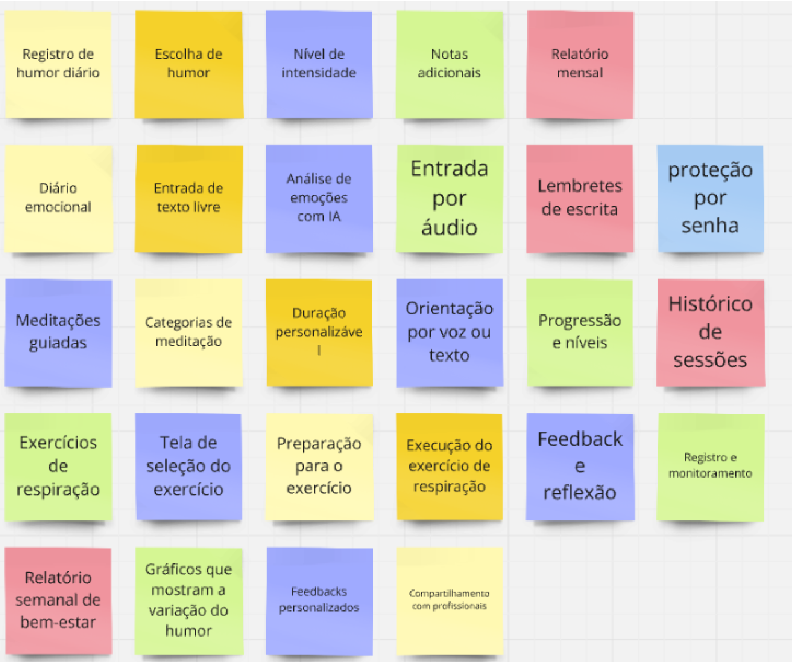 Registro de
humor diário
Escolha de
humor
Nível de
intensidade
Notas
adicionais
Relatório
mensal
Diário
emocional
Entrada de
texto livre
Análise de
emoções
com IA
Entrada
por
áudio
Lembretes
de escrita
proteção
por
senha
Meditações
guiadas
Categorias de
meditação
Duração
personalizáve
l
Orientação
por voz ou
texto
Progressão
e níveis
Histórico
de
sessões
Exercícios
de
respiração
Tela de
seleção do
exercício
Preparação
para o
exercício
Execução do
exercício de
respiração
Feedback
e
reflexão
Registro e
monitoramento
Relatório
semanal de
bem-estar
Gráficos que
mostram a
variação do
humor
Feedbacks
personalizados
Compartilhamento
com profissionais